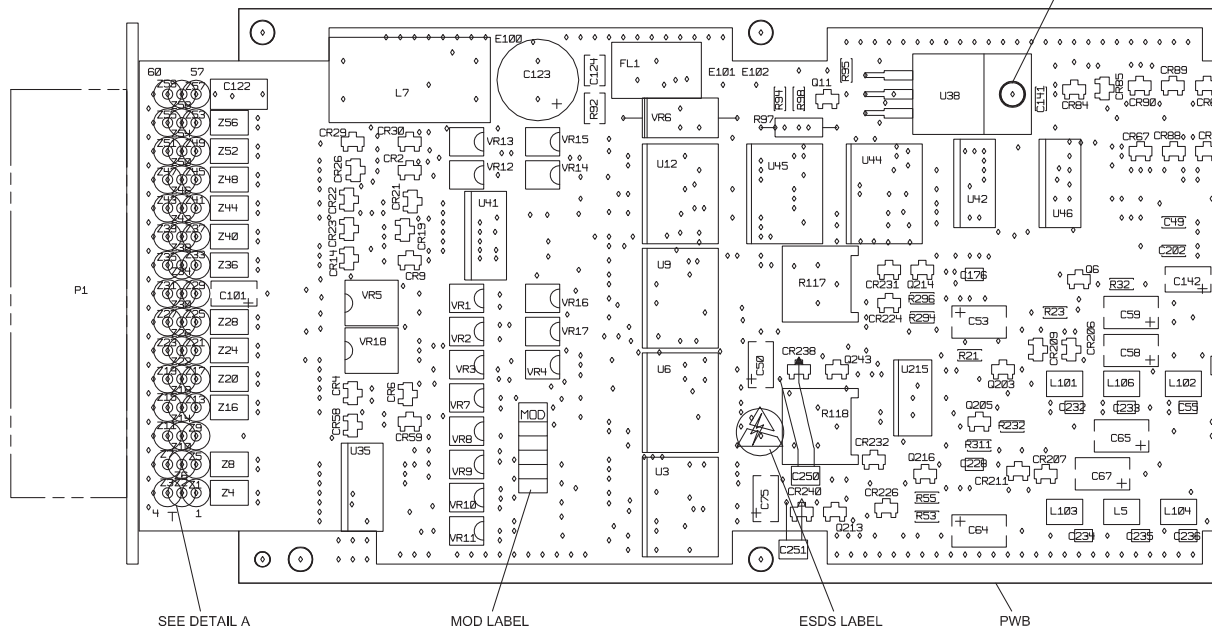 60 57
C122
Z56
Z52
Z48
Z44
Z40
Z36
C101 +
Z28
Z24
Z20
Z16
Z8
Z4
4 T 1
P1
L7
E100
C123
+
C124
R92
FL1
E101 E102
VR6
CR29
CR30
CR26
CR2
CR22
CR21
CR23
CR19
CR14
CR9
VR13
VR15
VR12
VR14
U41
VR5
VR18
VR1
VR16
VR2
VR17
VR3
VR4
CR4
CR6
VR7
CR58
CR59
VR8
U35
VR9
VR10
VR11
MOD
U12
U9
U6
U3
R94
R98
Q11
R95
R97
U45
U44
U38
C141
CR84
CR85
CR90
CR89
CR67
CR88
U42
U46
C49
C202
C142 +
R117
CR231
Q214
C176
R296
CR224
R294
C53
+
Q6
R32
R23
C59
+
CR209
CR206
C58
+
R21
C50
+
CR238
Q243
U215
Q203
L101
L106
L102
C232
C233
C59
R118
Q205
R232
R311
C65
+
CR232
C228
Q216
CR211
CR207
C67
+
C250
C75
+
CR240
Q213
CR226
R55
R53
C64
+
L103
L5
L104
C234
C235
C236
C251
SEE DETAIL A
MOD LABEL
ESDS LABEL
PWB